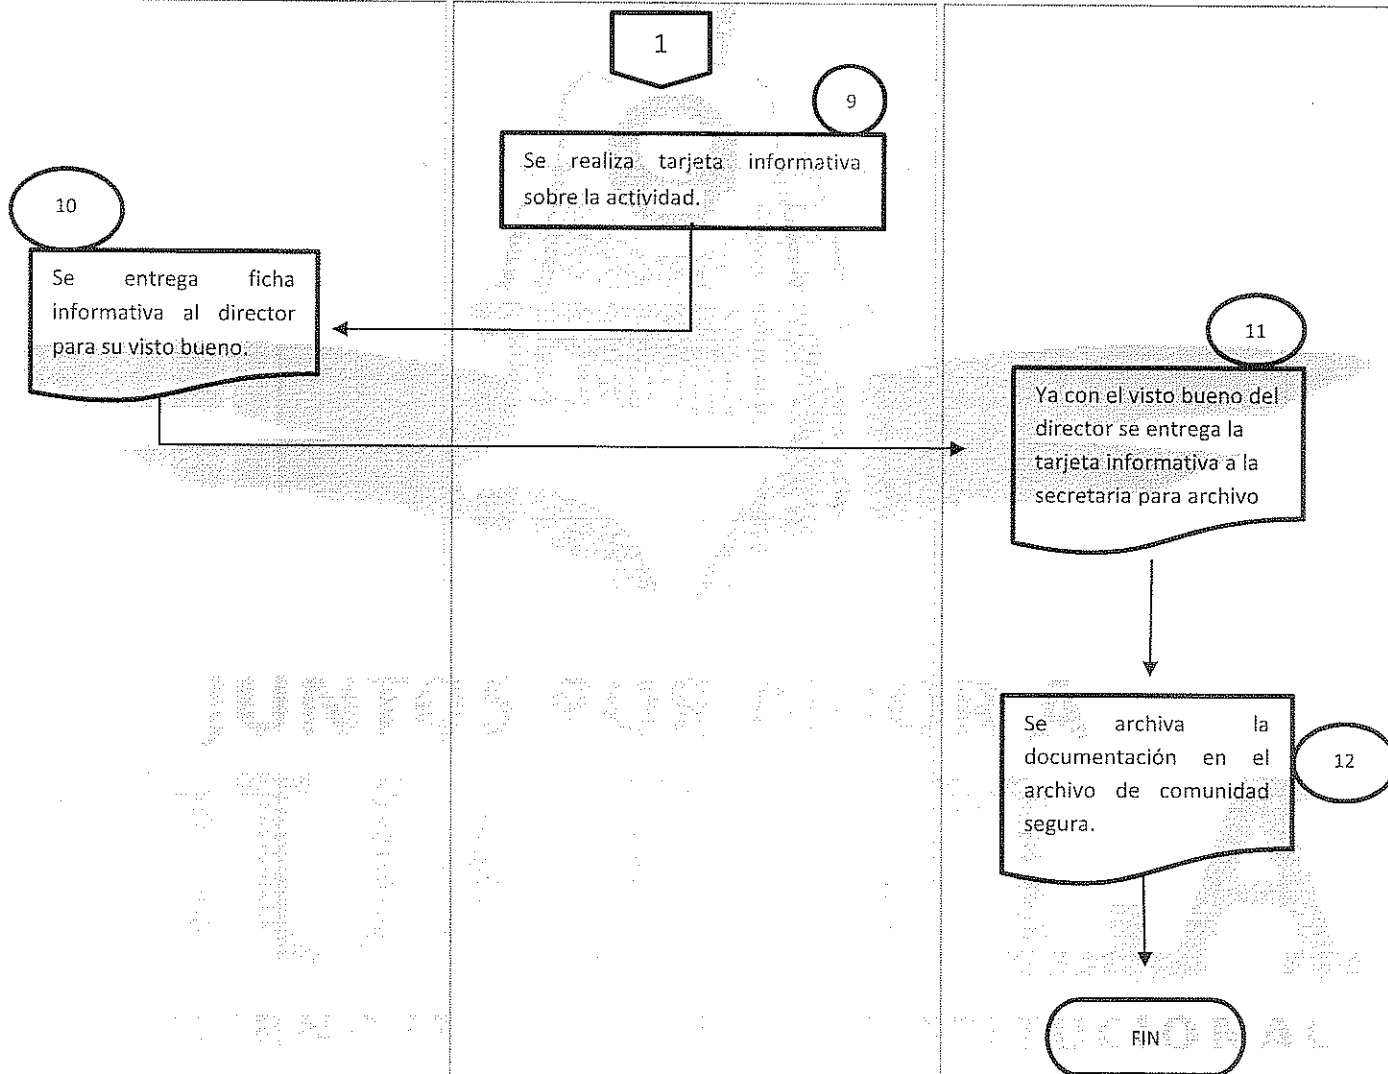 1
9
Se realiza tarjeta informativa
sobre la actividad.
10
Se entrega ficha
informativa al director
para su visto bueno.
11
Ya con el visto bueno del
director se entrega la
tarjeta informativa a la
secretaria para archivo
12
Se archiva la
documentación en el
archivo de comunidad
segura.
FIN
JUNTOS POR